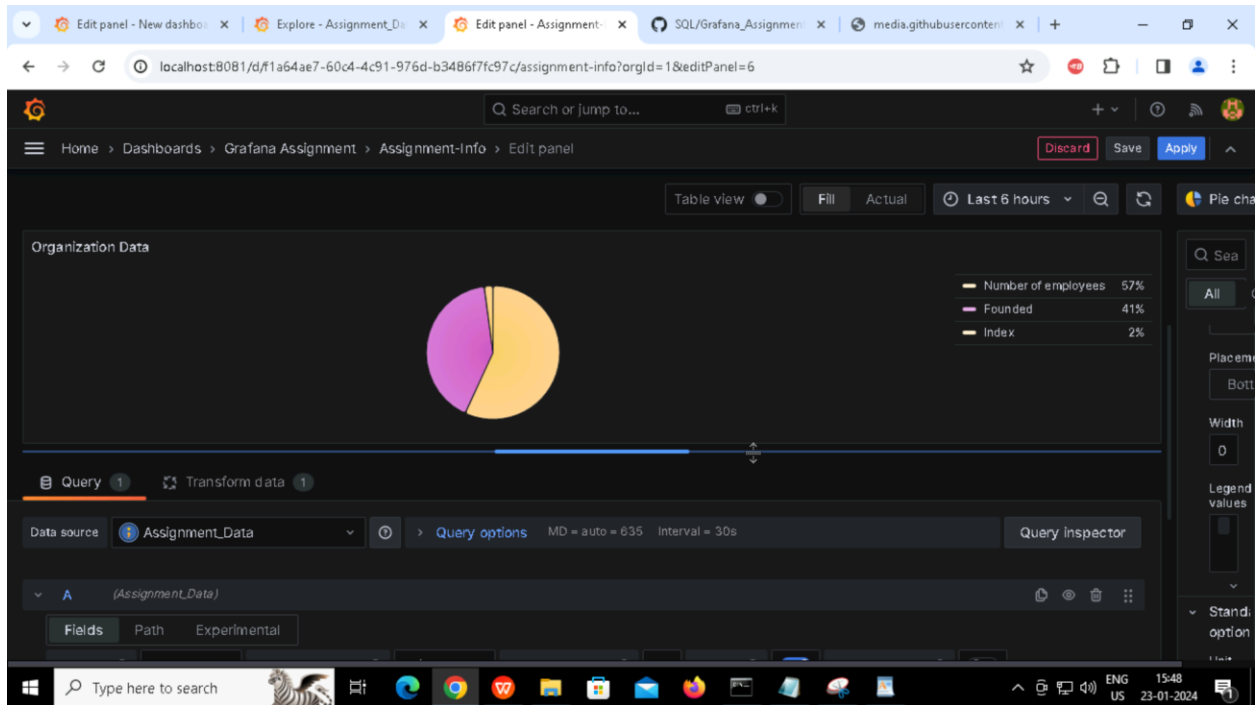 Edit panel - New dashboa
Explore - Assignment_Da
Edit panel - Assignment-
SQL/Grafana_Assignmen
media.githubusercontent
localhost:8081/d/f1a64ae7-60c4-4c91-976d-b3486f7fc97c/assignment-info?orgId=1&editPanel=6
Search or jump to... ctrl+k
Home > Dashboards > Grafana Assignment > Assignment-Info > Edit panel
Discard Save Apply
Table view Fill Actual Last 6 hours Pie cha
Organization Data
Sea
All
Number of employees 57%
Founded 41%
Index 2%
Placeme
Bott
Width
0
Legend
values
Query 1 Transform data 1
Data source Assignment_Data > Query options MD = auto = 635 Interval = 30s Query inspector
A (Assignment_Data)
Fields Path Experimental
Standa
option
Unit
Type here to search
ENG
US
15:48
23-01-2024
1